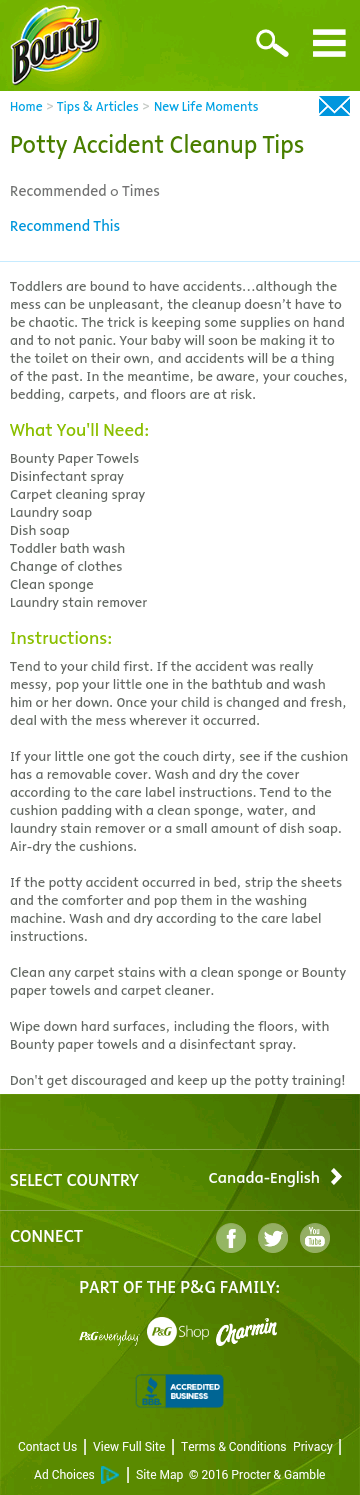 Bounty
Home > Tips & Articles > New Life Moments
Potty Accident Cleanup Tips
Recommended 0 Times
Recommend This
Toddlers are bound to have accidents...although the
mess can be unpleasant, the cleanup doesn't have to
be chaotic. The trick is keeping some supplies on hand
and to not panic. Your baby will soon be making it to
the toilet on their own, and accidents will be a thing
of the past. In the meantime, be aware, your couches,
bedding, carpets, and floors are at risk.
What You'll Need:
Bounty Paper Towels
Disinfectant spray
Carpet cleaning spray
Laundry soap
Dish soap
Toddler bath wash
Change of clothes
Clean sponge
Laundry stain remover
Instructions:
Tend to your child first. If the accident was really
messy, pop your little one in the bathtub and wash
him or her down. Once your child is changed and fresh,
deal with the mess wherever it occurred.
If your little one got the couch dirty, see if the cushion
has a removable cover. Wash and dry the cover
according to the care label instructions. Tend to the
cushion padding with a clean sponge, water, and
laundry stain remover or a small amount of dish soap.
Air-dry the cushions.
If the potty accident occurred in bed, strip the sheets
and the comforter and pop them in the washing
machine. Wash and dry according to the care label
instructions.
Clean any carpet stains with a clean sponge or Bounty
paper towels and carpet cleaner.
Wipe down hard surfaces, including the floors, with
Bounty paper towels and a disinfectant spray.
Don't get discouraged and keep up the potty training!
SELECT COUNTRY Canada-English
CONNECT f You Tube
PART OF THE P&G FAMILY:
P&G everyday P&G Shop Charmin
BBB ACCREDITED BUSINESS
Contact Us | View Full Site | Terms & Conditions Privacy |
Ad Choices | Site Map © 2016 Procter & Gamble